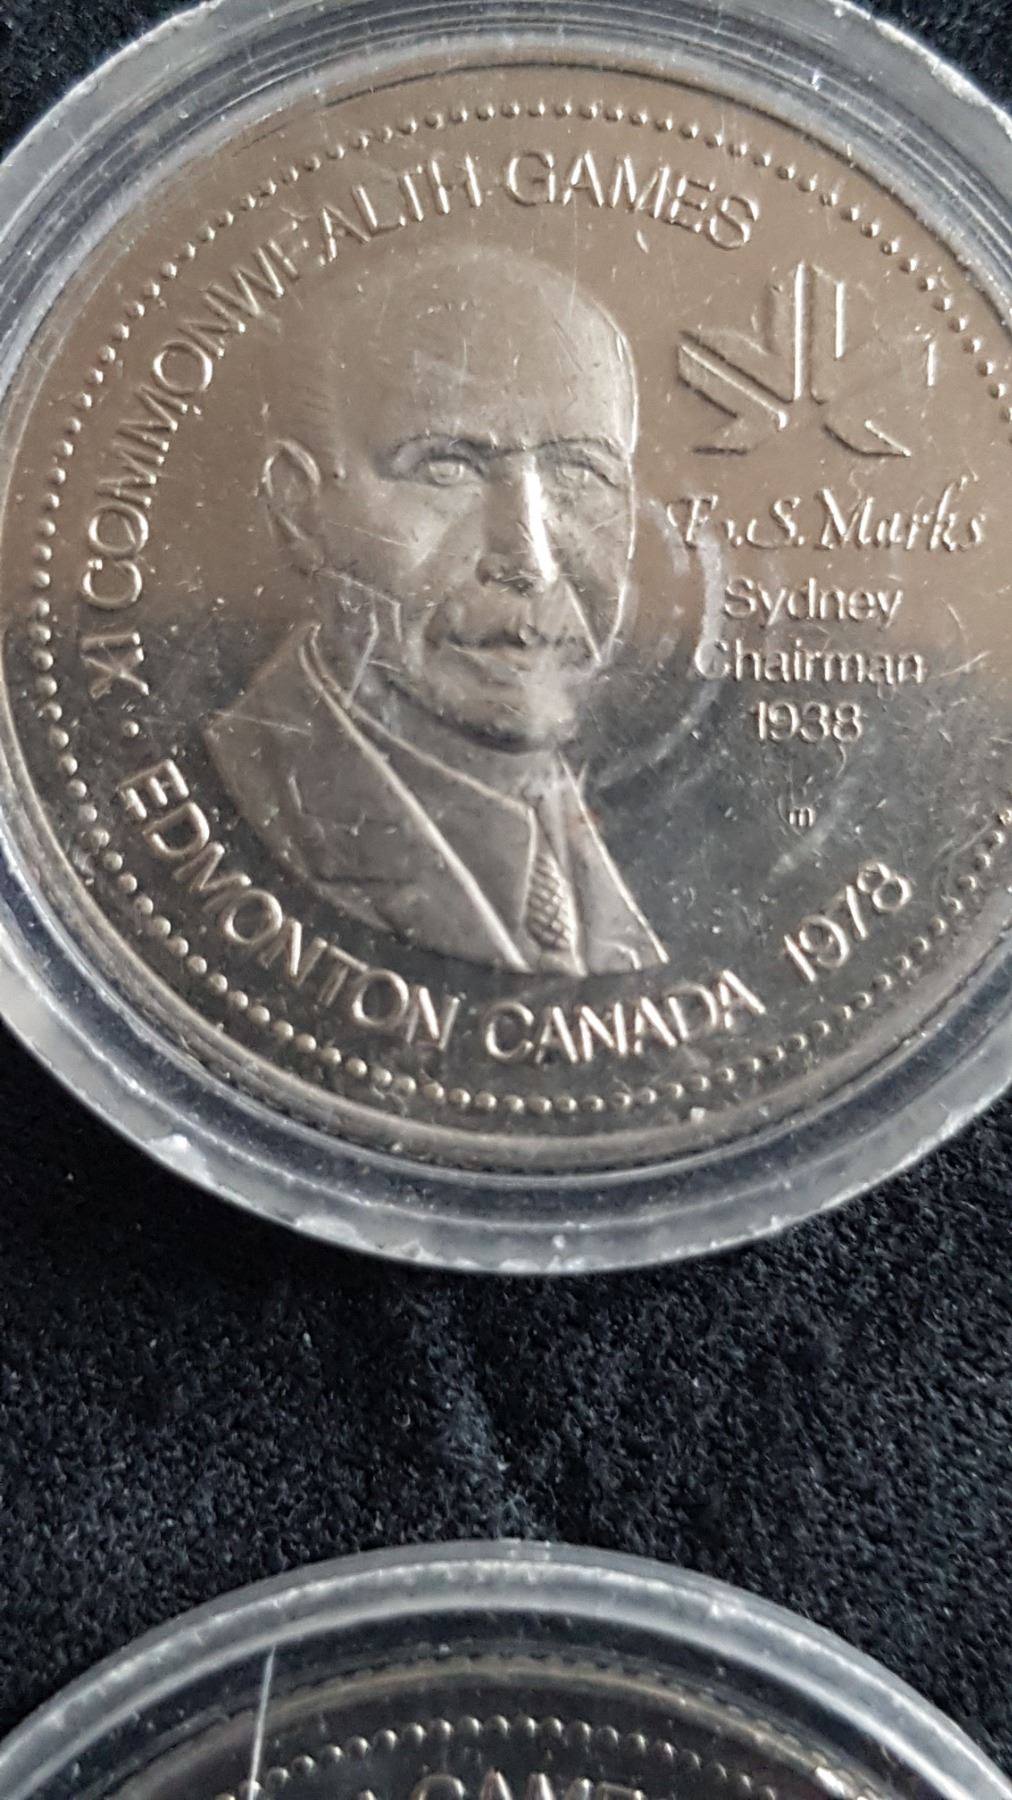 XI COMMONWEALTH GAMES
E.S. Marks
Sydney
Chairman
1938
m
EDMONTON CANADA 1978